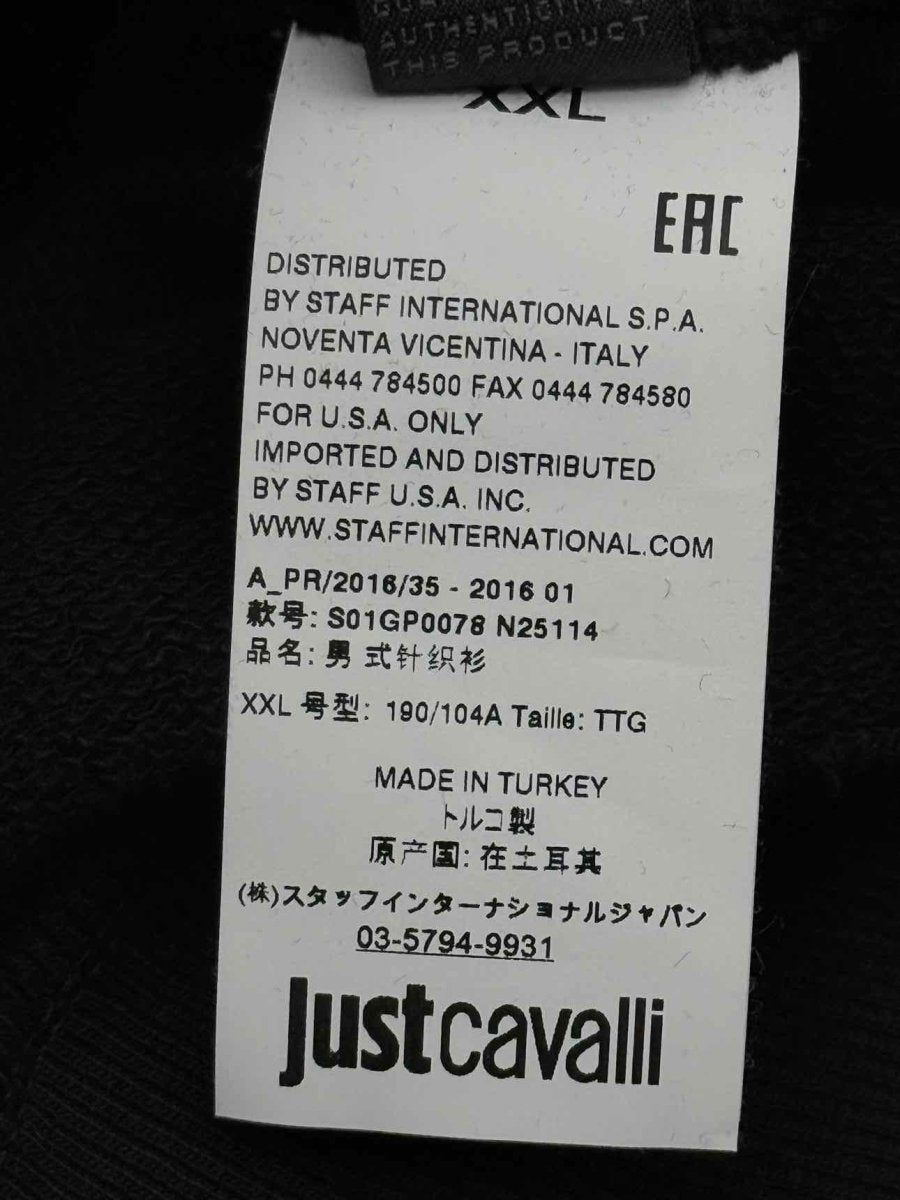 AUTHENTICITY
THIS PRODUCT
XXL
EAC
DISTRIBUTED
BY STAFF INTERNATIONAL S.P.A.
NOVENTA VICENTINA - ITALY
PH 0444 784500 FAX 0444 784580
FOR U.S.A. ONLY
IMPORTED AND DISTRIBUTED
BY STAFF U.S.A. INC.
WWW.STAFFINTERNATIONAL.COM
A_PR/2016/35 - 2016 01
款号: S01GP0078 N25114
品名: 男 式针织衫
XXL 号型: 190/104A Taille: TTG
MADE IN TURKEY
トルコ製
原产国: 在土耳其
(株)スタッフインターナショナルジャパン
03-5794-9931
justcavalli